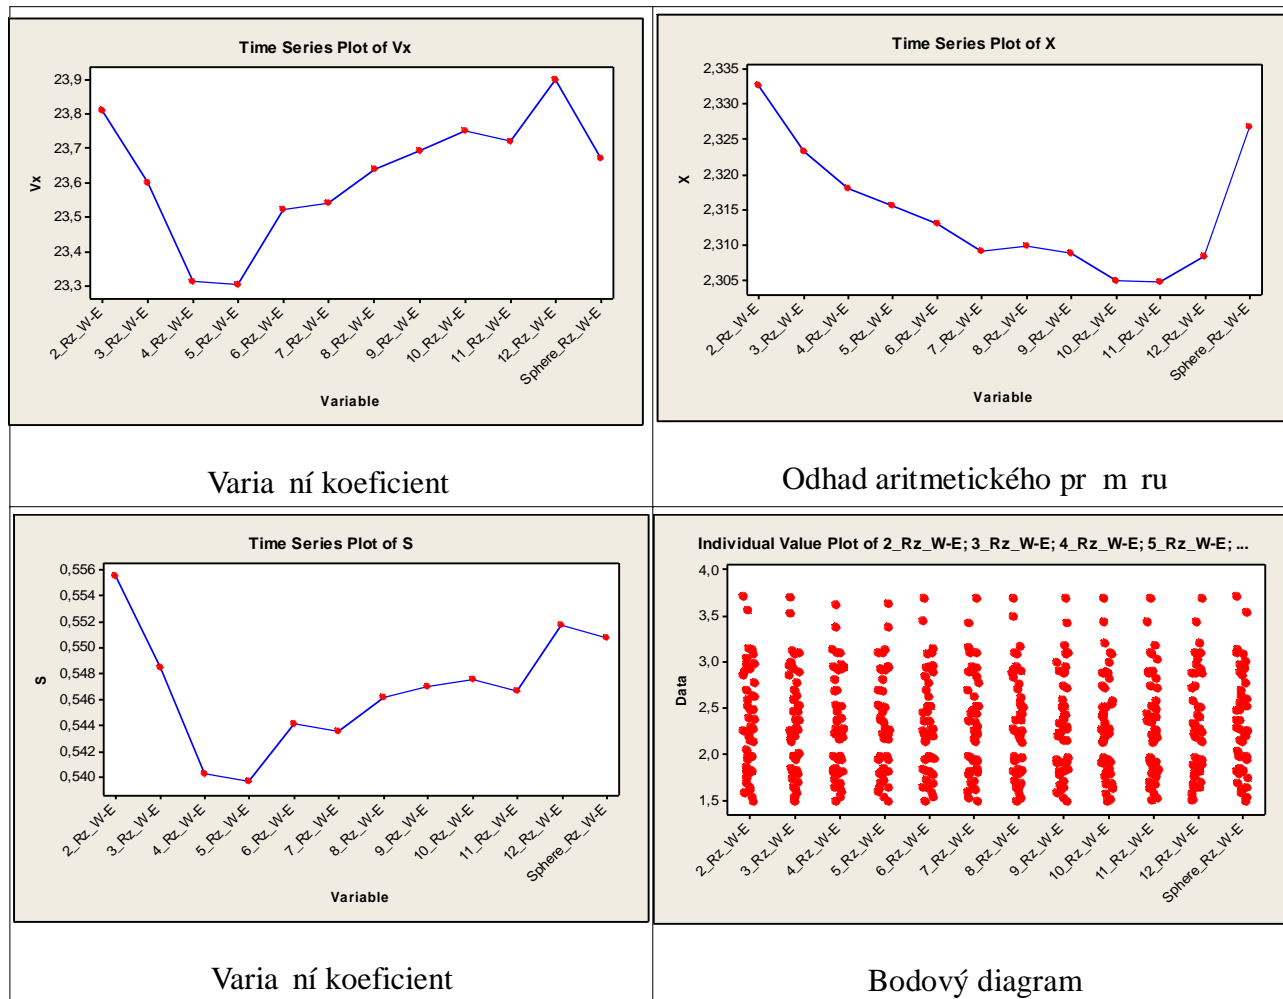 Time Series Plot of Vx
Vx
23,9
23,8
23,7
23,6
23,5
23,4
23,3
2_Rz_W-E
3_Rz_W-E
4_Rz_W-E
5_Rz_W-E
6_Rz_W-E
7_Rz_W-E
8_Rz_W-E
9_Rz_W-E
10_Rz_W-E
11_Rz_W-E
12_Rz_W-E
Sphere_Rz_W-E
Variable
Varia ní koeficient
Time Series Plot of X
X
2,335
2,330
2,325
2,320
2,315
2,310
2,305
2_Rz_W-E
3_Rz_W-E
4_Rz_W-E
5_Rz_W-E
6_Rz_W-E
7_Rz_W-E
8_Rz_W-E
9_Rz_W-E
10_Rz_W-E
11_Rz_W-E
12_Rz_W-E
Sphere_Rz_W-E
Variable
Odhad aritmetického pr m ru
Time Series Plot of S
S
0,556
0,554
0,552
0,550
0,548
0,546
0,544
0,542
0,540
2_Rz_W-E
3_Rz_W-E
4_Rz_W-E
5_Rz_W-E
6_Rz_W-E
7_Rz_W-E
8_Rz_W-E
9_Rz_W-E
10_Rz_W-E
11_Rz_W-E
12_Rz_W-E
Sphere_Rz_W-E
Variable
Varia ní koeficient
Individual Value Plot of 2_Rz_W-E; 3_Rz_W-E; 4_Rz_W-E; 5_Rz_W-E; ...
Data
4,0
3,5
3,0
2,5
2,0
1,5
2_Rz_W-E
3_Rz_W-E
4_Rz_W-E
5_Rz_W-E
6_Rz_W-E
7_Rz_W-E
8_Rz_W-E
9_Rz_W-E
10_Rz_W-E
11_Rz_W-E
12_Rz_W-E
Sphere_Rz_W-E
Bodový diagram